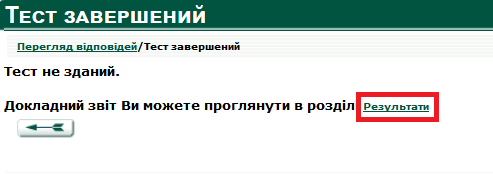 Тест завершений
Перегляд відповідей/Тест завершений
Тест не зданий.
Докладний звіт Ви можете проглянути в розділ Результати